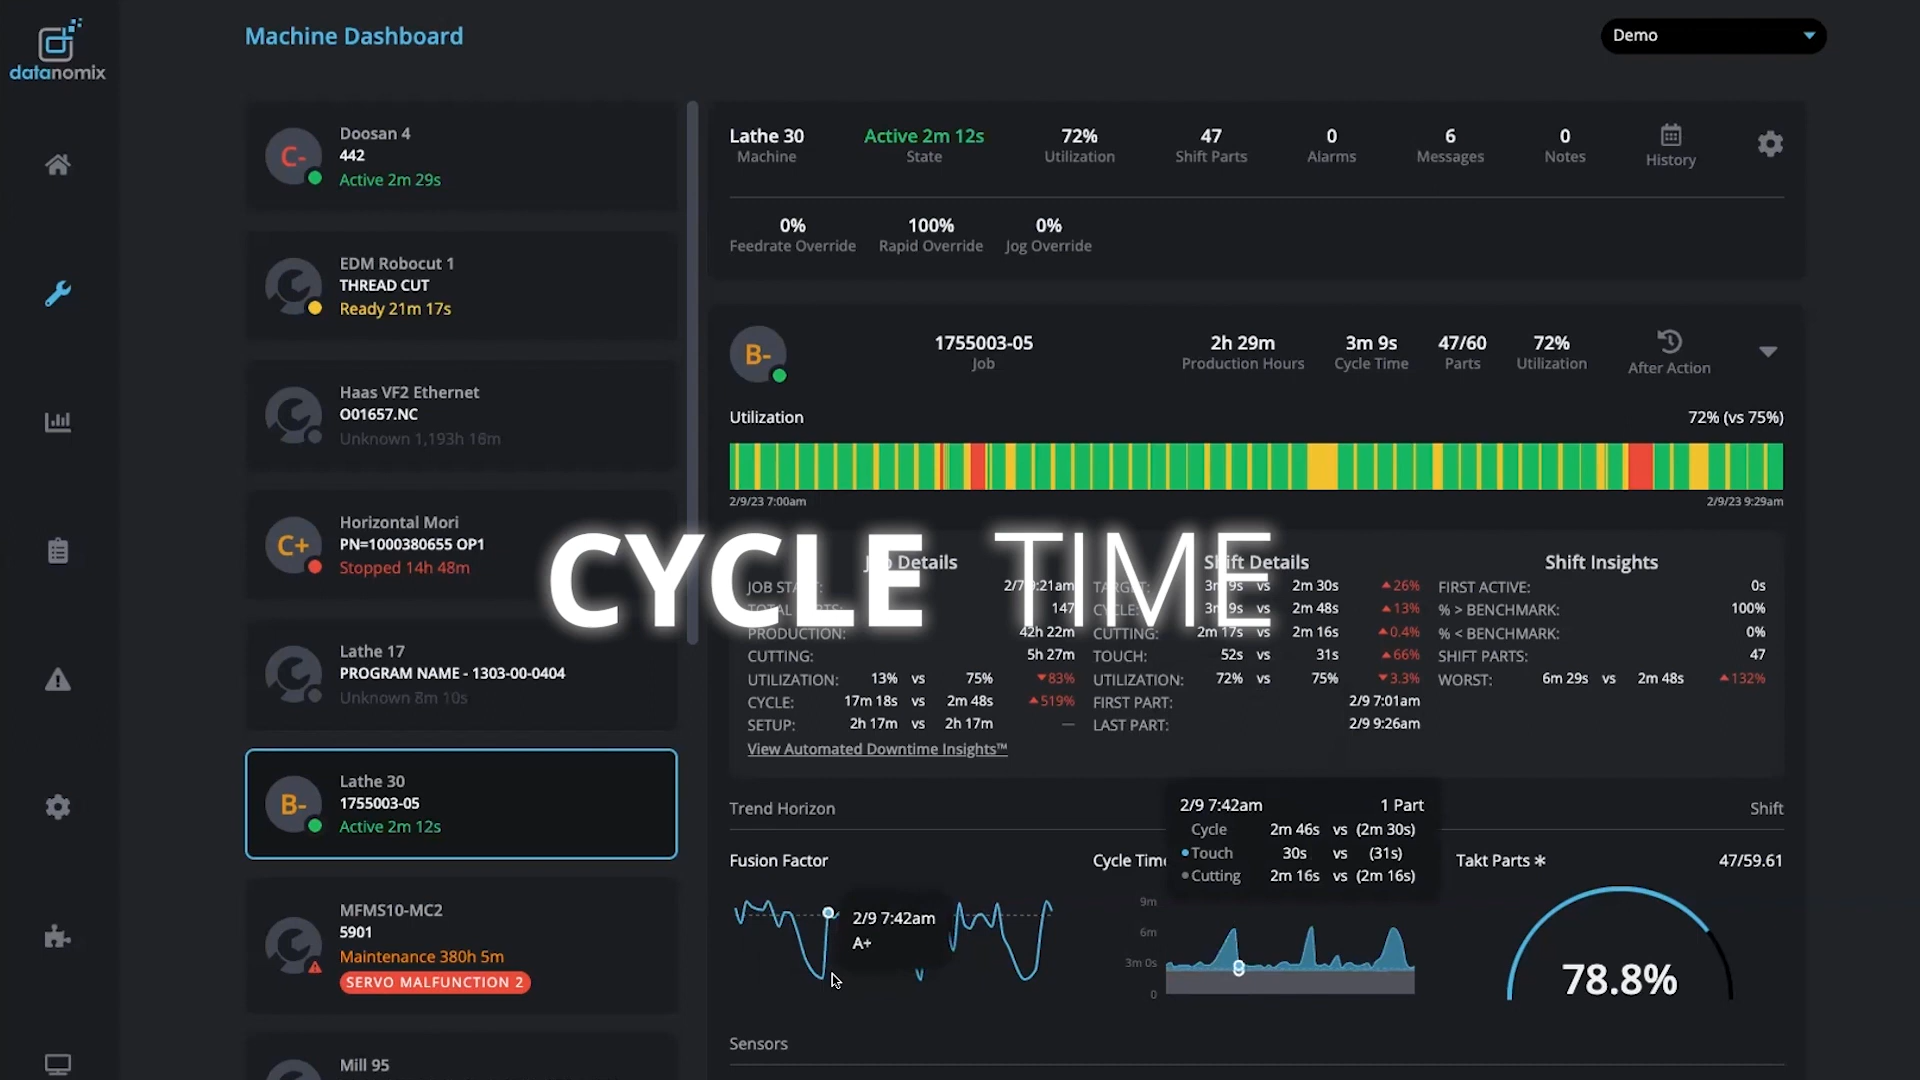 datanomix
Machine Dashboard
Demo
Doosan 4
442
Active 2m 29s
C-
EDM Robocut 1
THREAD CUT
Ready 21m 17s
Haas VF2 Ethernet
O01657.NC
Unknown 1,193h 16m
Horizontal Mori
PN=1000380655 OP1
Stopped 14h 48m
C+
Lathe 17
PROGRAM NAME - 1303-00-0404
Unknown 8m 10s
Lathe 30
1755003-05
Active 2m 12s
B-
MFMS10-MC2
5901
Maintenance 380h 5m
SERVO MALFUNCTION 2
Mill 95
Lathe 30 Active 2m 12s 72% 47 0 6 0
Machine State Utilization Shift Parts Alarms Messages Notes History
0% 100% 0%
Feedrate Override Rapid Override Jog Override
B- 1755003-05 2h 29m 3m 9s 47/60 72%
Job Production Hours Cycle Time Parts Utilization After Action
Utilization 72% (vs 75%)
2/9/23 7:00am 2/9/23 9:29am
CYCLE TIME
Details
2/7 9:21am
147
PRODUCTION: 42h 22m
CUTTING: 5h 27m
UTILIZATION: 13% vs 75% 83%
CYCLE: 17m 18s vs 2m 48s 519%
SETUP: 2h 17m vs 2h 17m —
View Automated Downtime Insights™
Shift Details
2m 30s 26%
vs 2m 48s 13%
CUTTING: 2m 17s vs 2m 16s 0.4%
TOUCH: 52s vs 31s 66%
UTILIZATION: 72% vs 75% 3.3%
FIRST PART: 2/9 7:01am
LAST PART: 2/9 9:26am
Shift Insights
FIRST ACTIVE: 0s
% > BENCHMARK: 100%
% < BENCHMARK: 0%
SHIFT PARTS: 47
WORST: 6m 29s vs 2m 48s 132%
Trend Horizon Shift
2/9 7:42am 1 Part
Cycle 2m 46s vs (2m 30s)
Touch 30s vs (31s)
Cutting 2m 16s vs (2m 16s)
Fusion Factor
2/9 7:42am
A+
Cycle
9m
6m
3m 0s
0
Takt Parts * 47/59.61
78.8%
Sensors